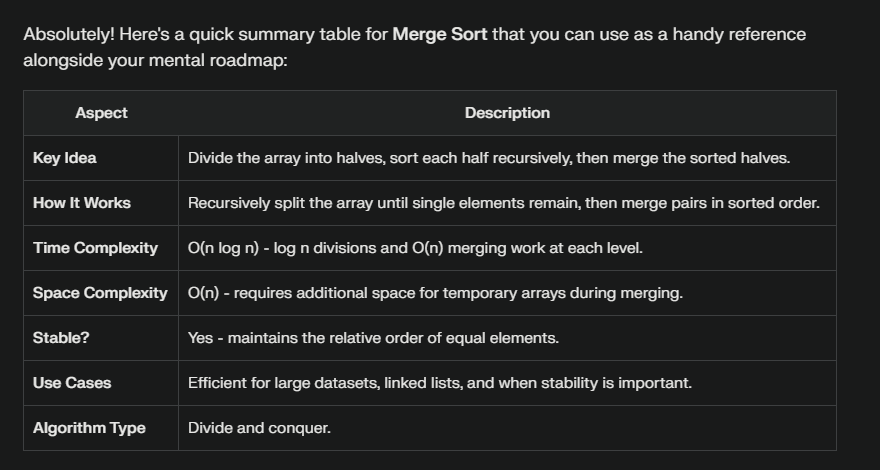 Absolutely! Here's a quick summary table for Merge Sort that you can use as a handy reference
alongside your mental roadmap:
Aspect Description
Key Idea Divide the array into halves, sort each half recursively, then merge the sorted halves.
How It Works Recursively split the array until single elements remain, then merge pairs in sorted order.
Time Complexity O(n log n) - log n divisions and O(n) merging work at each level.
Space Complexity O(n) - requires additional space for temporary arrays during merging.
Stable? Yes - maintains the relative order of equal elements.
Use Cases Efficient for large datasets, linked lists, and when stability is important.
Algorithm Type Divide and conquer.